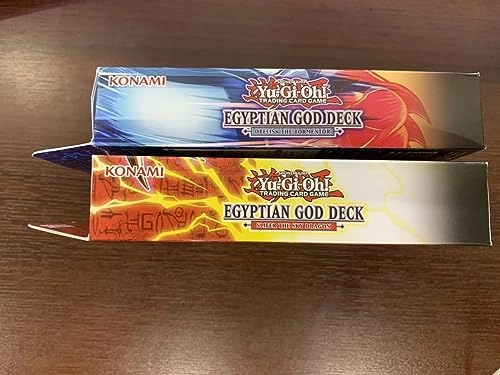 KONAMI
Yu-Gi-Oh!
TRADING CARD GAME
EGYPTIAN GOD DECK
OBELISK THE TORMENTOR
KONAMI
Yu-Gi-Oh!
TRADING CARD GAME
EGYPTIAN GOD DECK
SLIFER THE SKY DRAGON